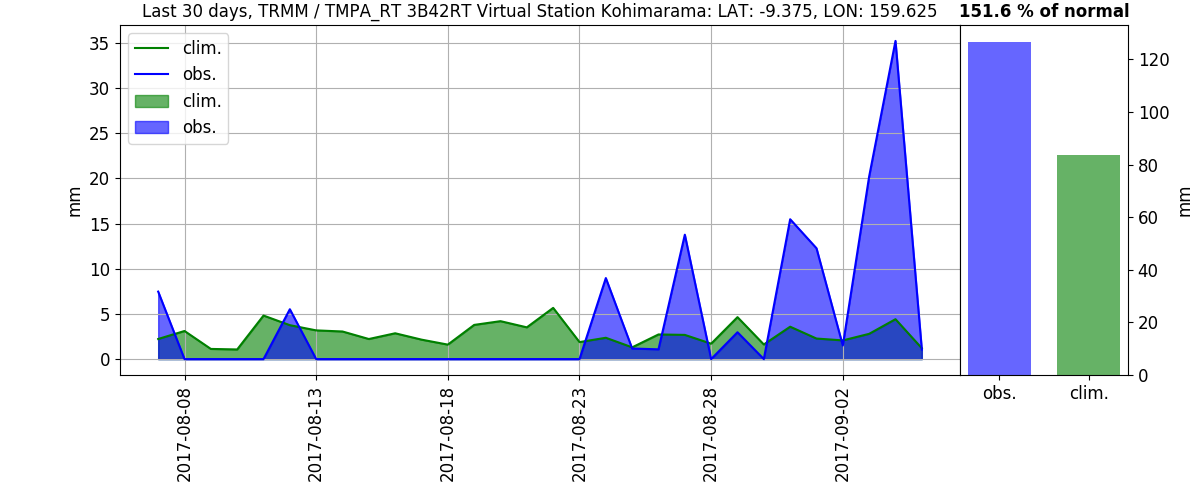 Last 30 days, TRMM / TMPA_RT 3B42RT Virtual Station Kohimarama: LAT: -9.375, LON: 159.625
151.6 % of normal
35
30
25
20
15
10
5
0
mm
clim.
obs.
clim.
obs.
2017-08-08
2017-08-13
2017-08-18
2017-08-23
2017-08-28
2017-09-02
120
100
80
60
40
20
0
mm
obs.
clim.